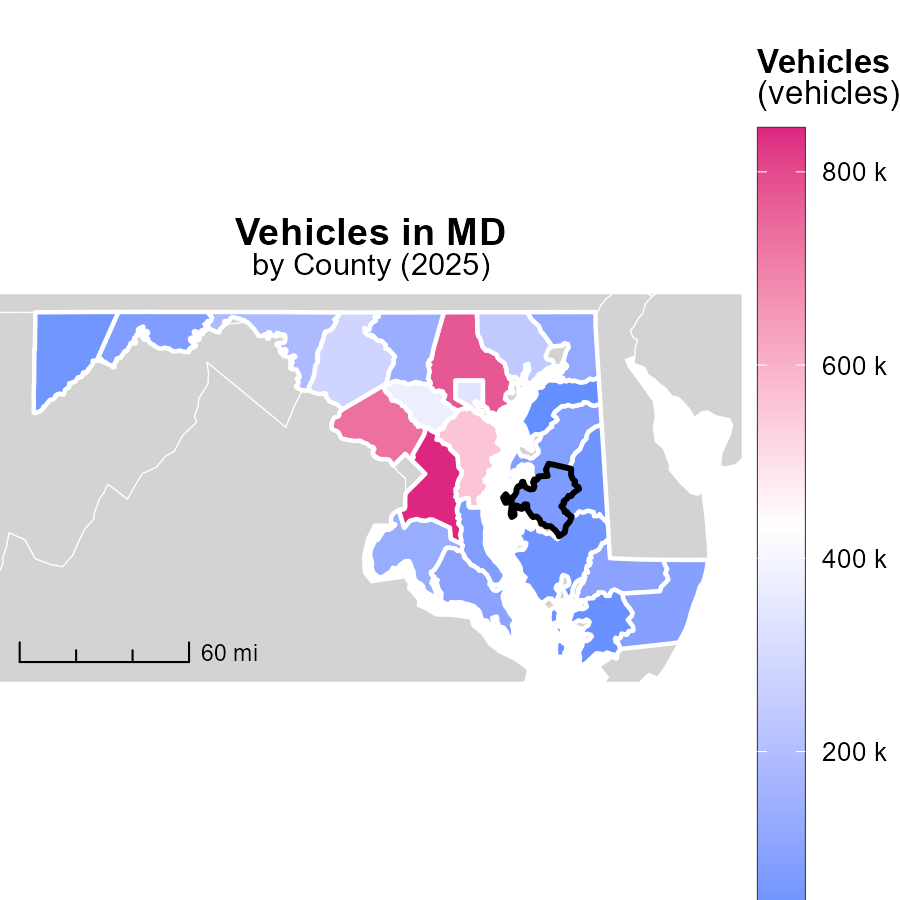 Vehicles in MD
by County (2025)
60 mi
Vehicles
(vehicles)
800 k
600 k
400 k
200 k